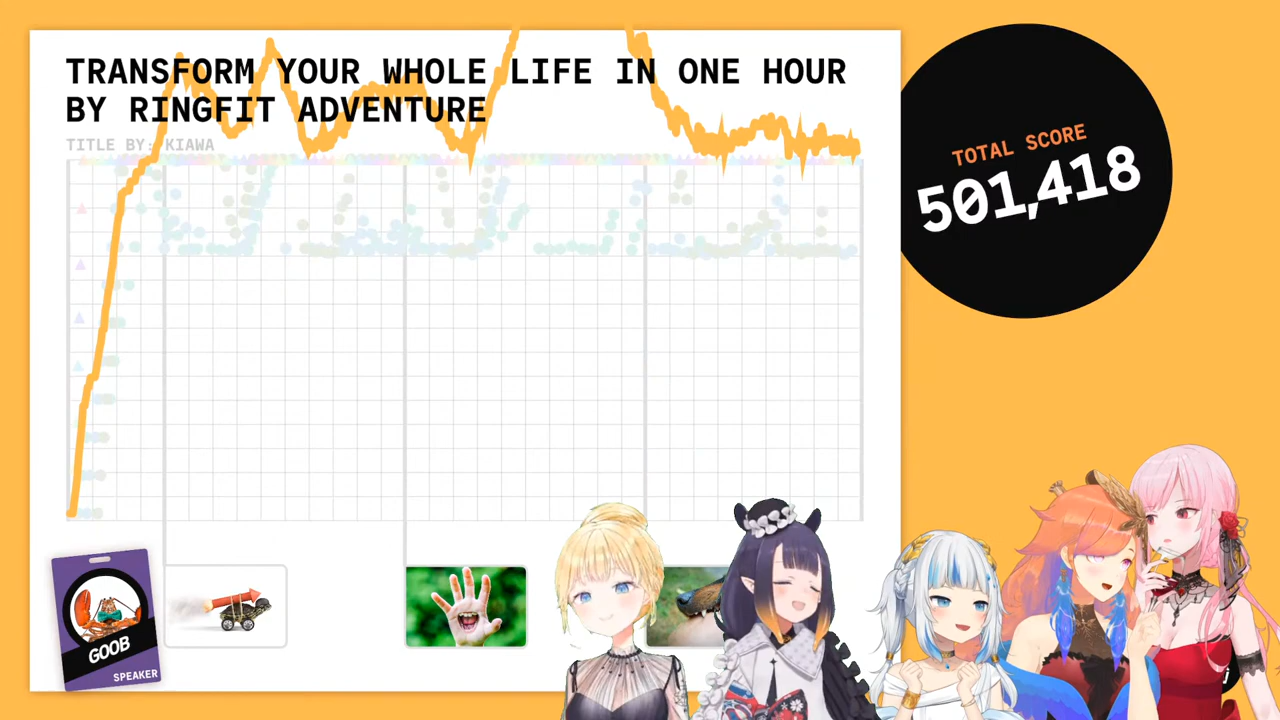 TRANSFORM YOUR WHOLE LIFE IN ONE HOUR
BY RINGFIT ADVENTURE
TITLE BY: KIAWA
TOTAL SCORE
501,418
GOOB
SPEAKER